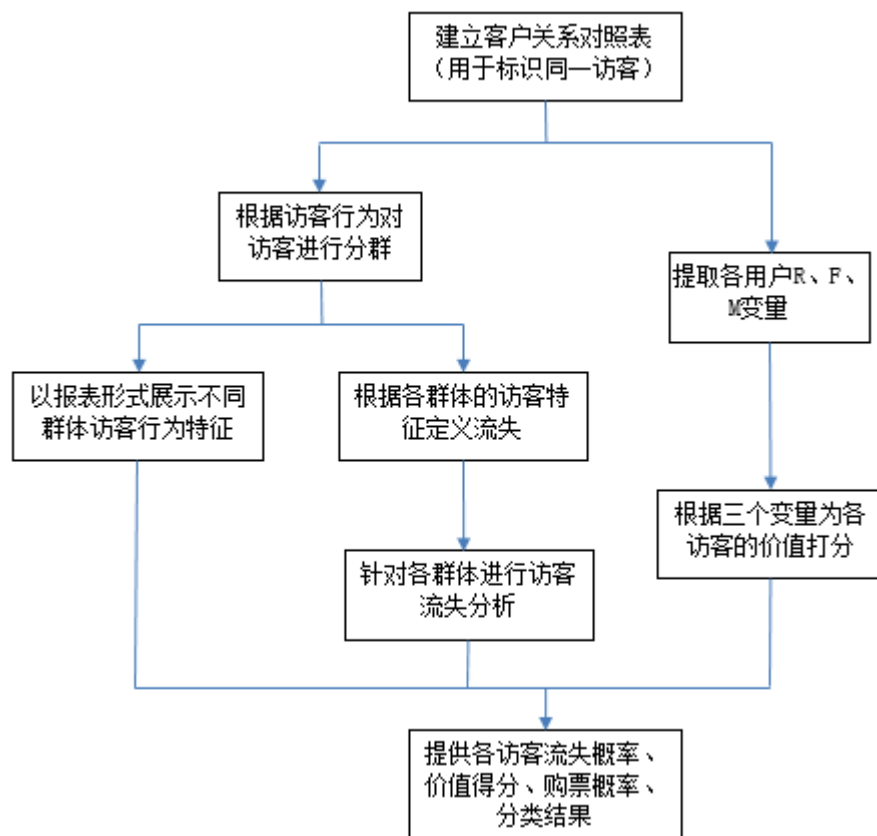 建立客户关系对照表
（用于标识同一访客）
根据访客行为对
访客进行分群
提取各用户R、F、
M变量
以报表形式展示不同
群体访客行为特征
根据各群体的访客特
征定义流失
根据三个变量为各
访客的价值打分
针对各群体进行访客
流失分析
提供各访客流失概率、
价值得分、购票概率、
分类结果